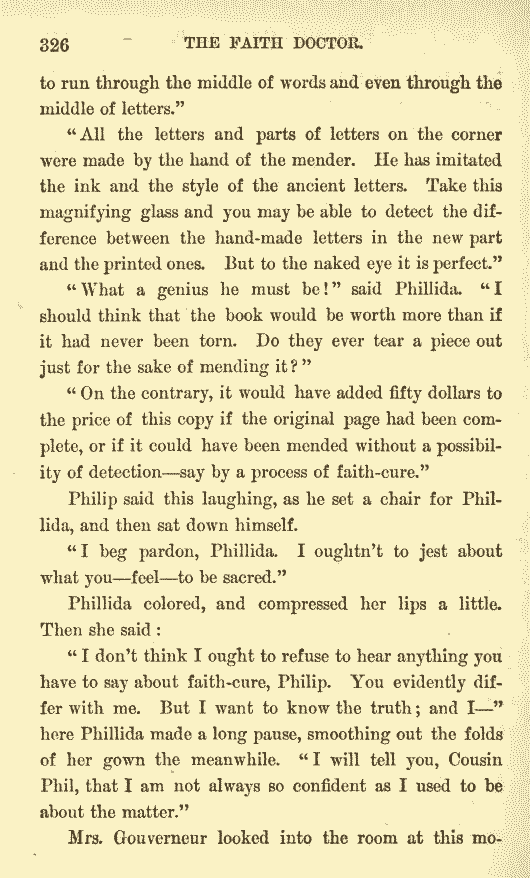 326 THE FAITH DOCTOR.
to run through the middle of words and even through the
middle of letters."
"All the letters and parts of letters on the corner
were made by the hand of the mender. He has imitated
the ink and the style of the ancient letters. Take this
magnifying glass and you may be able to detect the dif-
ference between the hand-made letters in the new part
and the printed ones. But to the naked eye it is perfect."
"What a genius he must be!" said Phillida. "I
should think that the book would be worth more than if
it had never been torn. Do they ever tear a piece out
just for the sake of mending it?"
"On the contrary, it would have added fifty dollars to
the price of this copy if the original page had been com-
plete, or if it could have been mended without a possibil-
ity of detection—say by a process of faith-cure."
Philip said this laughing, as he set a chair for Phil-
lida, and then sat down himself.
"I beg pardon, Phillida. I oughtn't to jest about
what you—feel—to be sacred."
Phillida colored, and compressed her lips a little.
Then she said:
"I don't think I ought to refuse to hear anything you
have to say about faith-cure, Philip. You evidently dif-
fer with me. But I want to know the truth; and I—"
here Phillida made a long pause, smoothing out the folds
of her gown the meanwhile. "I will tell you, Cousin
Phil, that I am not always so confident as I used to be
about the matter."
Mrs. Gouverneur looked into the room at this mo-